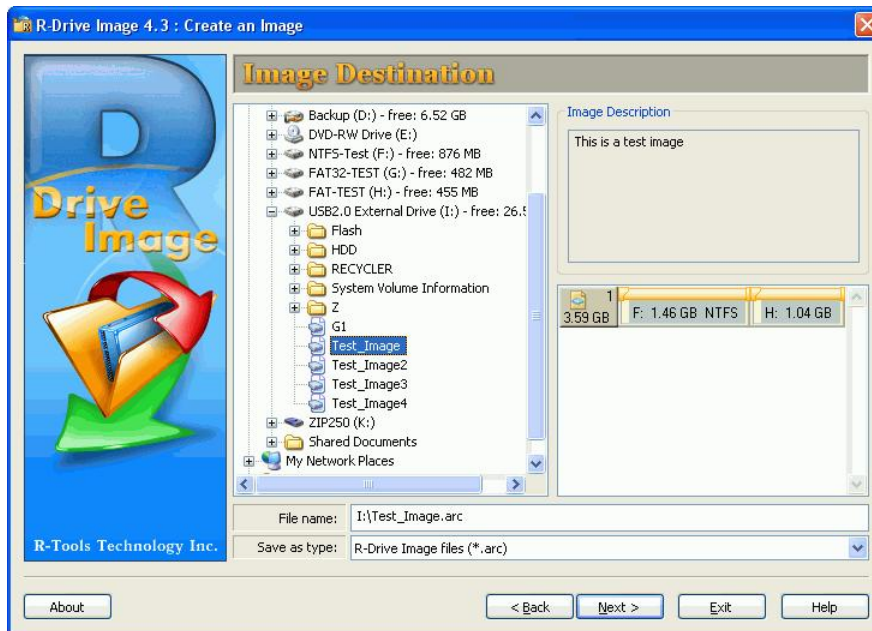 R-Drive Image 4.3 : Create an Image
Image Destination
Drive
Image
R-Tools Technology Inc.
Backup (D:) - free: 6.52 GB
DVD-RW Drive (E:)
NTFS-Test (F:) - free: 876 MB
FAT32-TEST (G:) - free: 482 MB
FAT-TEST (H:) - free: 455 MB
USB2.0 External Drive (I:) - free: 26.5
Flash
HDD
RECYCLER
System Volume Information
Z
G1
Test_Image
Test_Image2
Test_Image3
Test_Image4
ZIP250 (K:)
Shared Documents
My Network Places
Image Description
This is a test image
1
3.59 GB
F: 1.46 GB NTFS
H: 1.04 GB
File name:
I:\Test_Image.arc
Save as type:
R-Drive Image files (*.arc)
About
< Back
Next >
Exit
Help